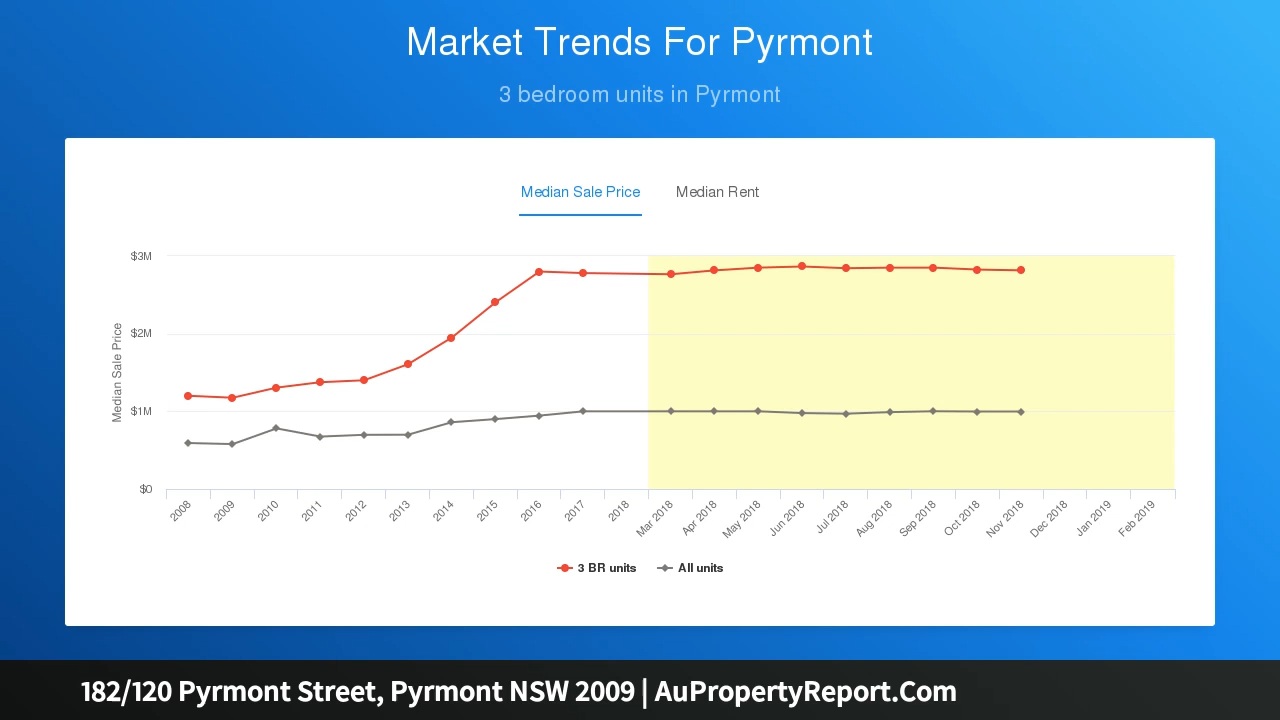 Market Trends For Pyrmont
3 bedroom units in Pyrmont
Median Sale Price Median Rent
Median Sale Price
$3M
$2M
$1M
$0
2008 2009 2010 2011 2012 2013 2014 2015 2016 2017 2018 Mar 2018 Apr 2018 May 2018 Jun 2018 Jul 2018 Aug 2018 Sep 2018 Oct 2018 Nov 2018 Dec 2018 Jan 2019 Feb 2019
3 BR units All units
182/120 Pyrmont Street, Pyrmont NSW 2009 | AuPropertyReport.Com